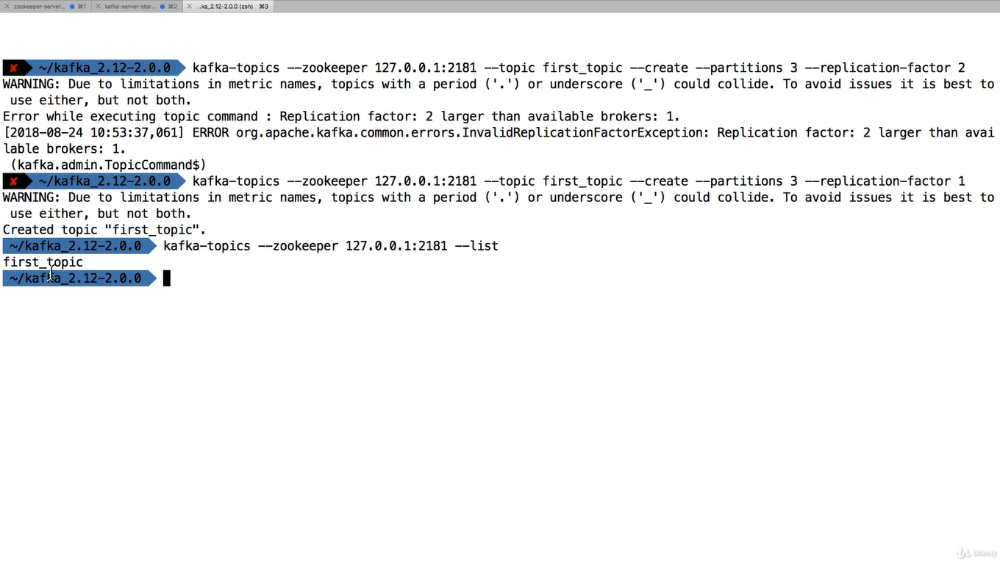 zookeeper-server... ⌘1 kafka-server-star... ⌘2 ..ka_2.12-2.0.0 (zsh) ⌘3
✘ ~/kafka_2.12-2.0.0 kafka-topics --zookeeper 127.0.0.1:2181 --topic first_topic --create --partitions 3 --replication-factor 2
WARNING: Due to limitations in metric names, topics with a period ('.') or underscore ('_') could collide. To avoid issues it is best to
use either, but not both.
Error while executing topic command : Replication factor: 2 larger than available brokers: 1.
[2018-08-24 10:53:37,061] ERROR org.apache.kafka.common.errors.InvalidReplicationFactorException: Replication factor: 2 larger than avai
lable brokers: 1.
(kafka.admin.TopicCommand$)
✘ ~/kafka_2.12-2.0.0 kafka-topics --zookeeper 127.0.0.1:2181 --topic first_topic --create --partitions 3 --replication-factor 1
WARNING: Due to limitations in metric names, topics with a period ('.') or underscore ('_') could collide. To avoid issues it is best to
use either, but not both.
Created topic "first_topic".
~/kafka_2.12-2.0.0 kafka-topics --zookeeper 127.0.0.1:2181 --list
first_topic
~/kafka_2.12-2.0.0
Udemy